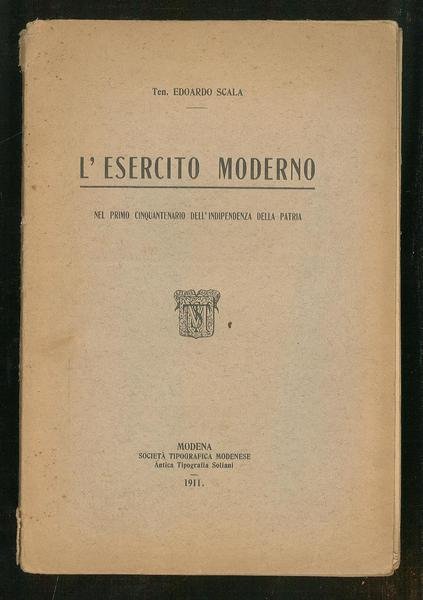 Ten. EDOARDO SCALA
L'ESERCITO MODERNO
NEL PRIMO CINQUANTENARIO DELL'INDIPENDENZA DELLA PATRIA
MODENA
SOCIETÀ TIPOGRAFICA MODENESE
Antica Tipografia Soliani
1911.